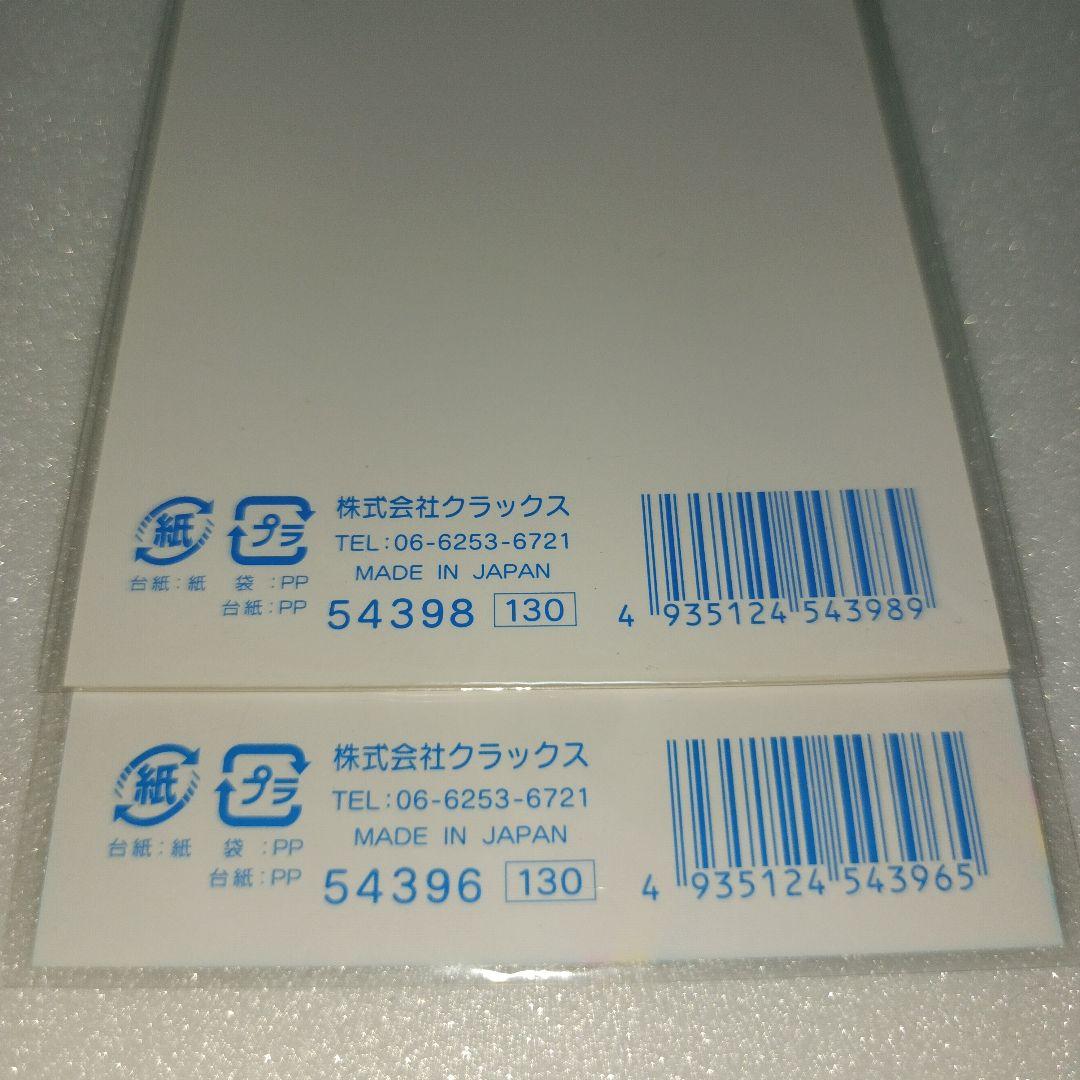 紙 プラ 株式会社クラックス
TEL:06-6253-6721
台紙:紙 袋 :PP MADE IN JAPAN
台紙:PP 54398 130 4 935124 543989
紙 プラ 株式会社クラックス
TEL:06-6253-6721
台紙:紙 袋 :PP MADE IN JAPAN
台紙:PP 54396 130 4 935124 543965